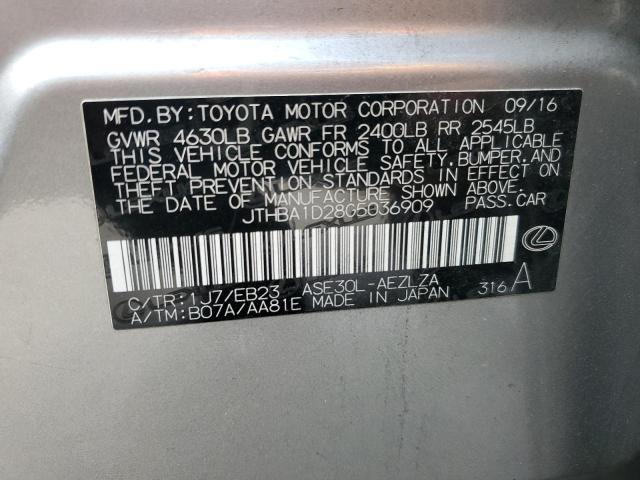 MFD.BY:TOYOTA MOTOR CORPORATION 09/16
GVWR 4630LB GAWR FR 2400LB RR 2545LB
THIS VEHICLE CONFORMS TO ALL APPLICABLE
FEDERAL MOTOR VEHICLE SAFETY,BUMPER,AND
THEFT PREVENTION STANDARDS IN EFFECT ON
THE DATE OF MANUFACTURE SHOWN ABOVE.
JTHBA1D28G5036909 PASS.CAR
C/TR:1J7/EB23 ASE30L-AEZLZA
A/TM:B07A/AA81E MADE IN JAPAN 316 A